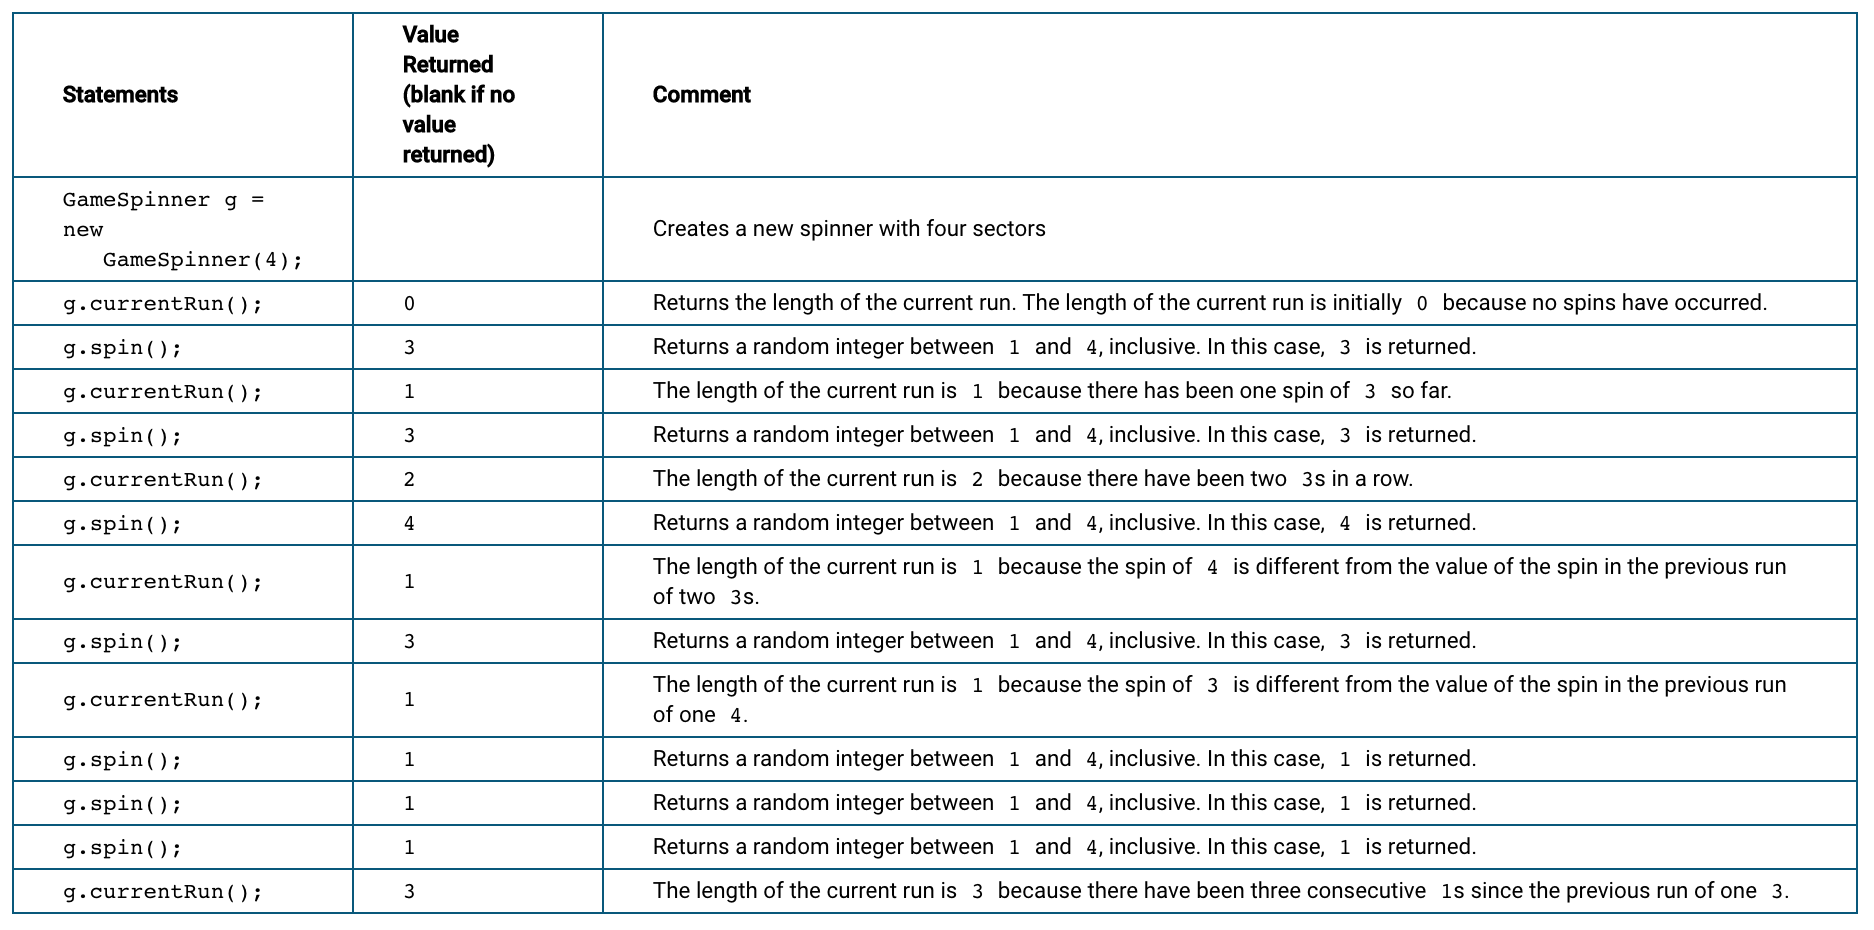 Statements
Value
Returned
(blank if no
value
returned)
Comment
GameSpinner g =
new
GameSpinner(4);
Creates a new spinner with four sectors
g.currentRun();
0
Returns the length of the current run. The length of the current run is initially 0 because no spins have occurred.
g.spin();
3
Returns a random integer between 1 and 4, inclusive. In this case, 3 is returned.
g.currentRun();
1
The length of the current run is 1 because there has been one spin of 3 so far.
g.spin();
3
Returns a random integer between 1 and 4, inclusive. In this case, 3 is returned.
g.currentRun();
2
The length of the current run is 2 because there have been two 3s in a row.
g.spin();
4
Returns a random integer between 1 and 4, inclusive. In this case, 4 is returned.
g.currentRun();
1
The length of the current run is 1 because the spin of 4 is different from the value of the spin in the previous run
of two 3s.
g.spin();
3
Returns a random integer between 1 and 4, inclusive. In this case, 3 is returned.
g.currentRun();
1
The length of the current run is 1 because the spin of 3 is different from the value of the spin in the previous run
of one 4.
g.spin();
1
Returns a random integer between 1 and 4, inclusive. In this case, 1 is returned.
g.spin();
1
Returns a random integer between 1 and 4, inclusive. In this case, 1 is returned.
g.spin();
1
Returns a random integer between 1 and 4, inclusive. In this case, 1 is returned.
g.currentRun();
3
The length of the current run is 3 because there have been three consecutive 1s since the previous run of one 3.